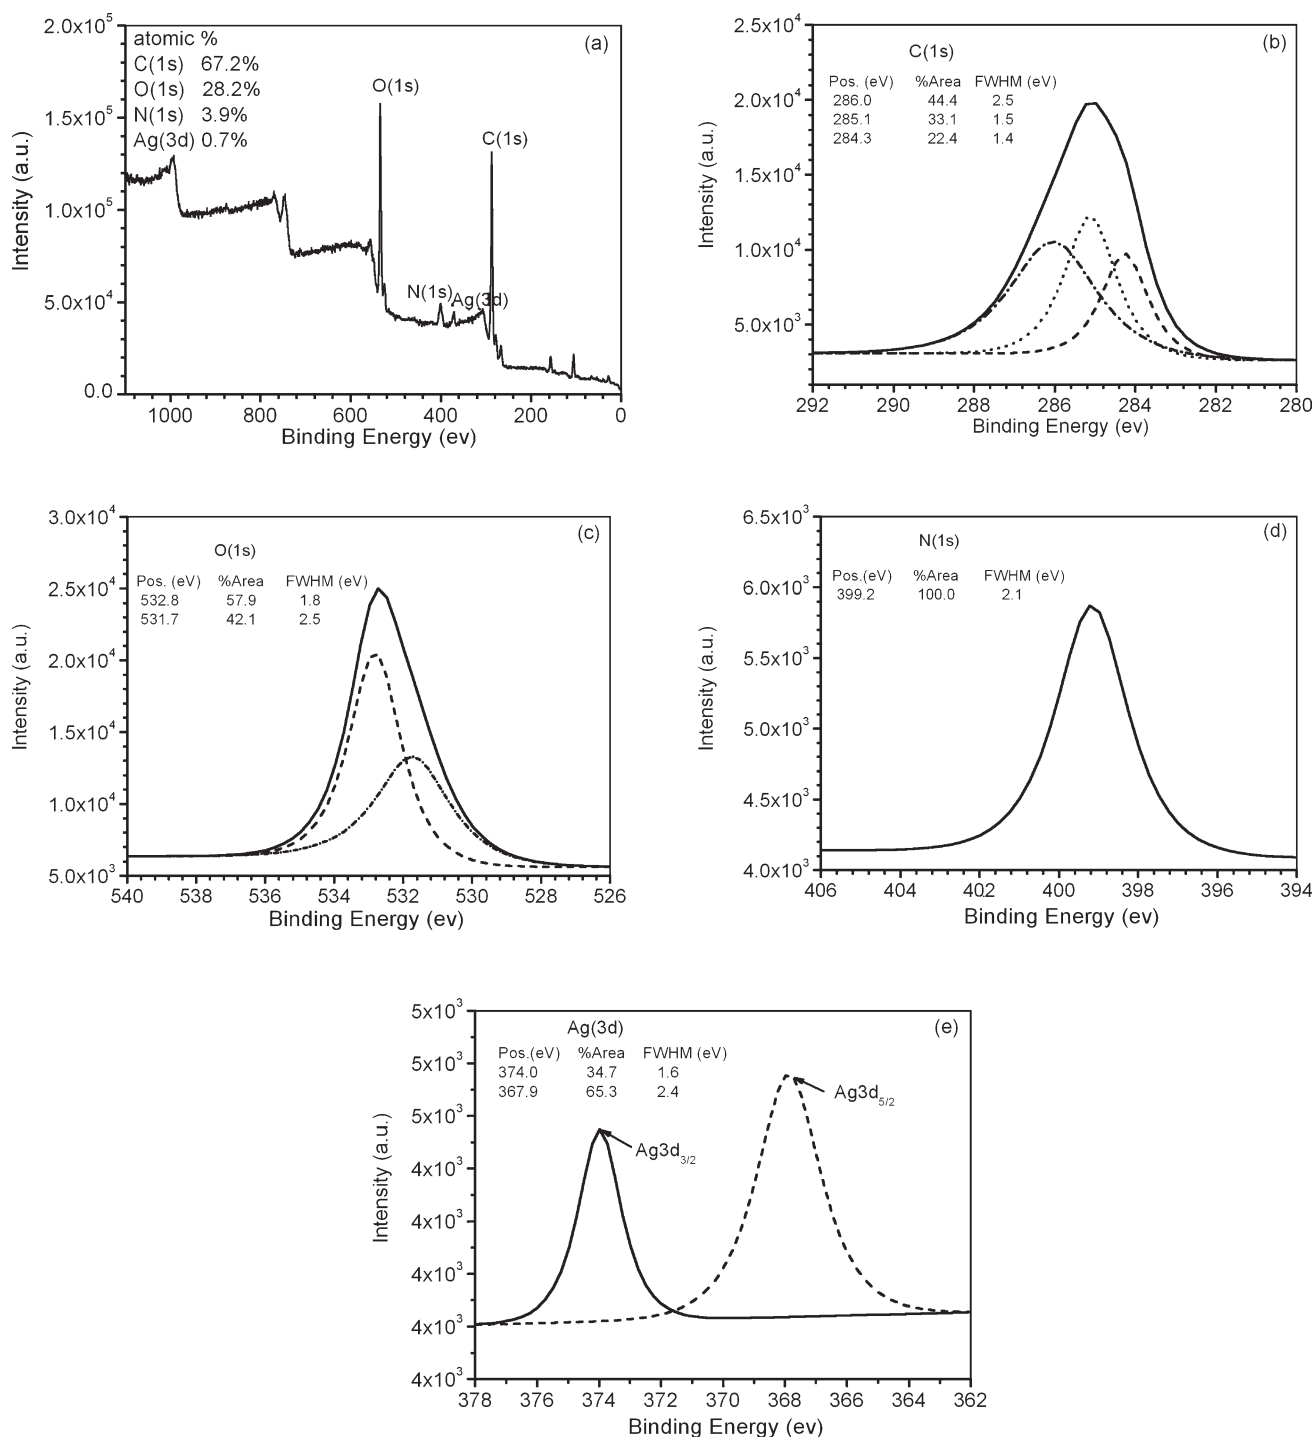 (a)
atomic %
C(1s) 67.2%
O(1s) 28.2%
N(1s) 3.9%
Ag(3d) 0.7%
O(1s)
C(1s)
N(1s)
Ag(3d)
2.0x10⁵
1.5x10⁵
1.0x10⁵
5.0x10⁴
0.0
Intensity (a.u.)
1000 800 600 400 200 0
Binding Energy (ev)
(b)
C(1s)
Pos. (eV) %Area FWHM (eV)
286.0 44.4 2.5
285.1 33.1 1.5
284.3 22.4 1.4
2.5x10⁴
2.0x10⁴
1.5x10⁴
1.0x10⁴
5.0x10³
Intensity (a.u.)
292 290 288 286 284 282 280
Binding Energy (ev)
(c)
O(1s)
Pos. (eV) %Area FWHM (eV)
532.8 57.9 1.8
531.7 42.1 2.5
3.0x10⁴
2.5x10⁴
2.0x10⁴
1.5x10⁴
1.0x10⁴
5.0x10³
Intensity (a.u.)
540 538 536 534 532 530 528 526
Binding Energy (ev)
(d)
N(1s)
Pos.(eV) %Area FWHM (eV)
399.2 100.0 2.1
6.5x10³
6.0x10³
5.5x10³
5.0x10³
4.5x10³
4.0x10³
Intensity (a.u.)
406 404 402 400 398 396 394
Binding Energy (ev)
(e)
Ag(3d)
Pos.(eV) %Area FWHM (eV)
374.0 34.7 1.6
367.9 65.3 2.4
Ag3d5/2
Ag3d3/2
5x10³
5x10³
5x10³
4x10³
4x10³
4x10³
4x10³
4x10³
Intensity (a.u.)
378 376 374 372 370 368 366 364 362
Binding Energy (ev)